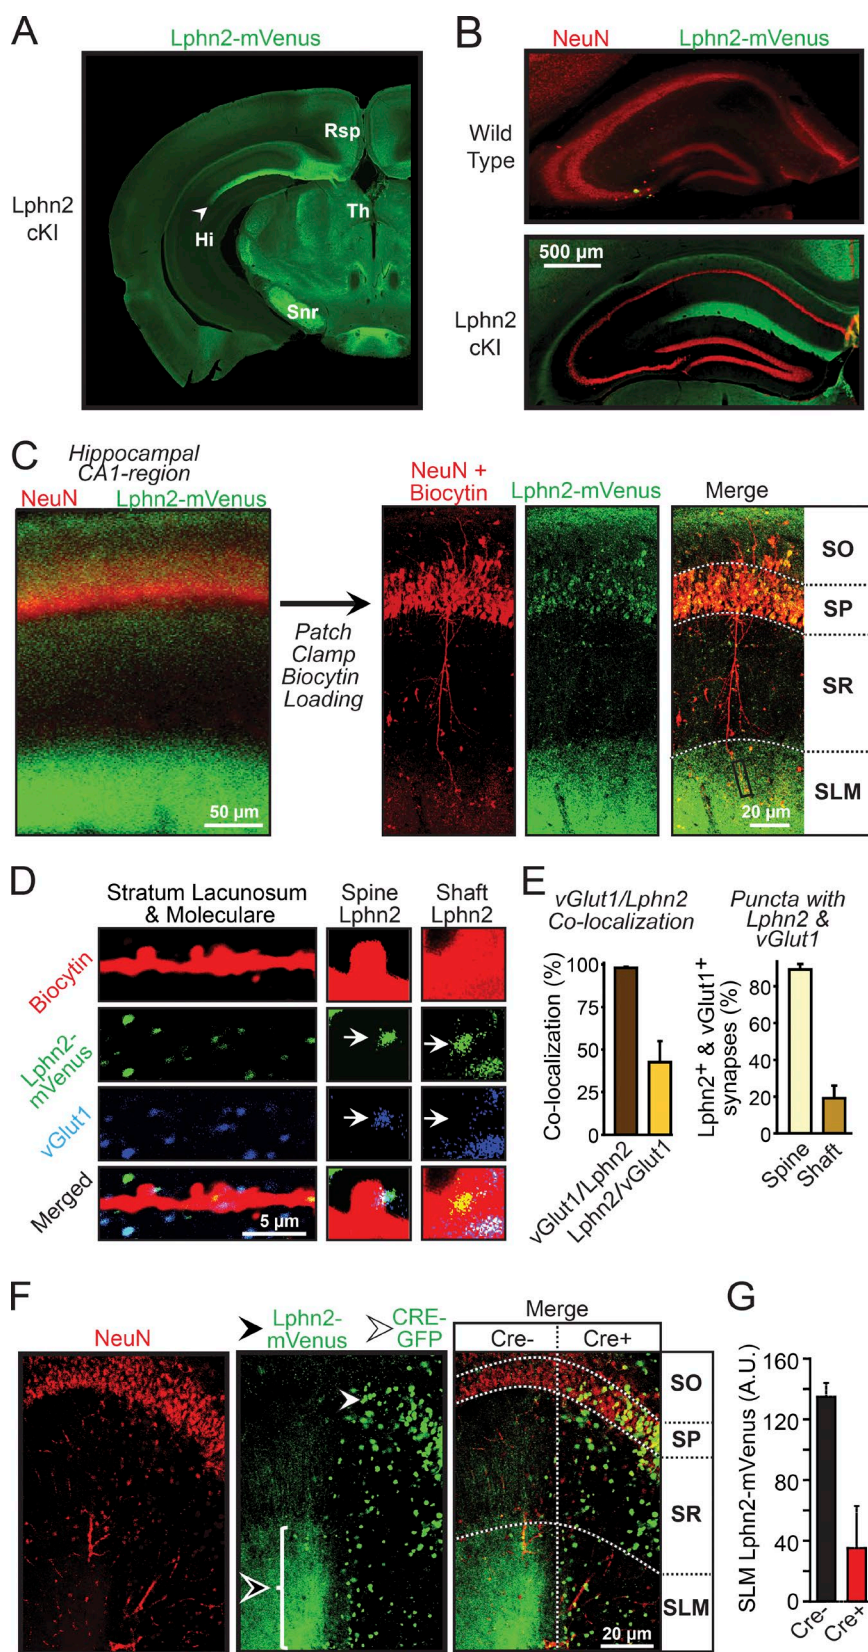 A
Lphn2-mVenus
Lphn2
cKI
Rsp
Th
Hi
Snr
B
NeuN Lphn2-mVenus
Wild
Type
500 µm
Lphn2
cKI
C
Hippocampal
CA1-region
NeuN Lphn2-mVenus
50 µm
Patch
Clamp
Biocytin
Loading
NeuN +
Biocytin
Lphn2-mVenus
Merge
SO
SP
SR
SLM
20 µm
D
Stratum Lacunosum
& Moleculare
Spine
Lphn2
Shaft
Lphn2
Biocytin
Lphn2-
mVenus
vGlut1
Merged
5 µm
E
vGlut1/Lphn2
Co-localization
Co-localization (%)
100
75
50
25
0
vGlut1/Lphn2
Lphn2/vGlut1
Puncta with
Lphn2 &
vGlut1
Lphn2+ & vGlut1+
synapses (%)
80
60
40
20
0
Spine
Shaft
F
NeuN
Lphn2-
mVenus
CRE-
GFP
Merge
Cre- Cre+
SO
SP
SR
SLM
20 µm
G
SLM Lphn2-mVenus (A.U.)
160
120
80
40
0
Cre-
Cre+